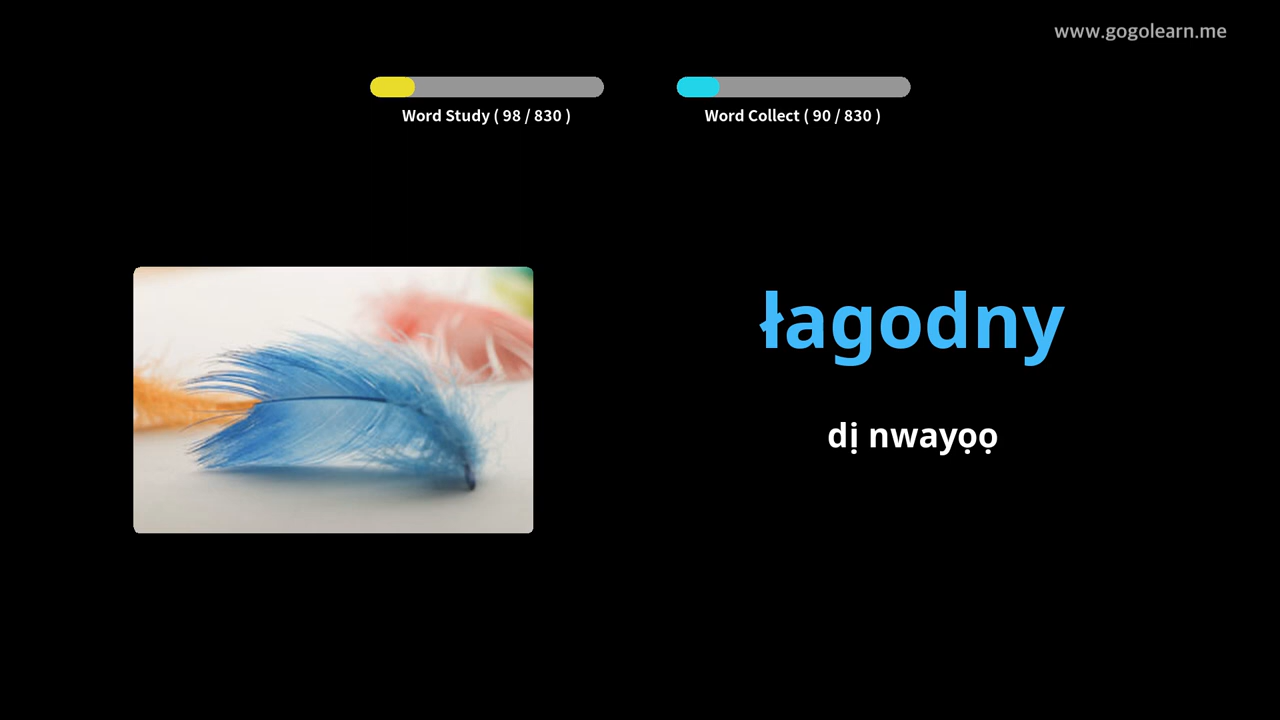 www.gogolearn.me
Word Study ( 98 / 830 )
Word Collect ( 90 / 830 )
łagodny
dị nwayọọ